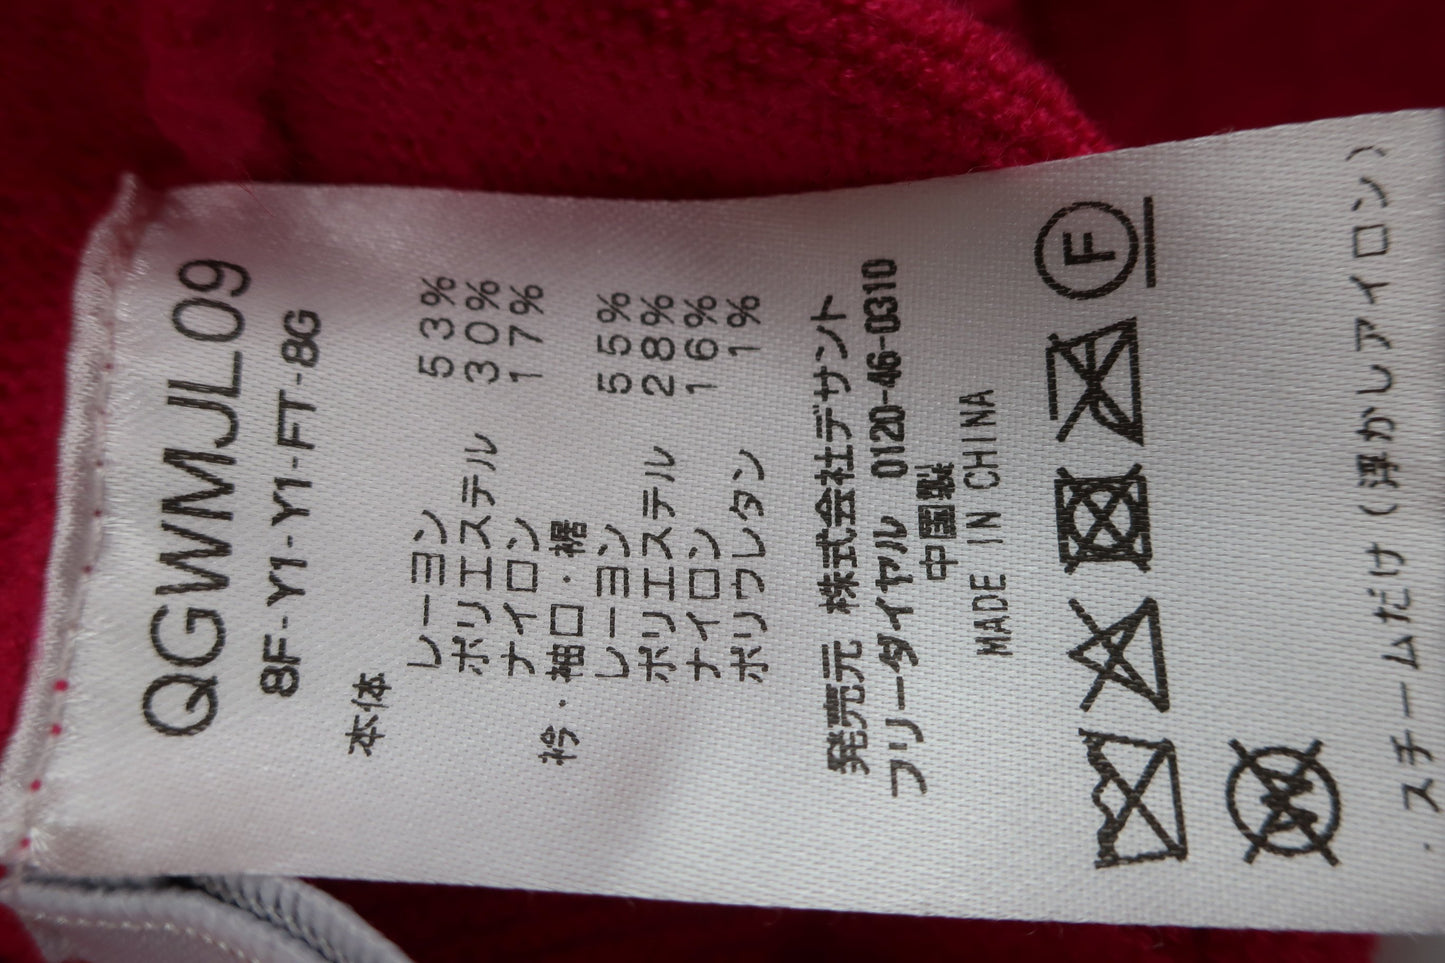 QGWMJL09
8F-Y1-Y1-FT-8G
本体
レーヨン 53%
ポリエステル 30%
ナイロン 17%
衿・袖口・裾
レーヨン 55%
ポリエステル 28%
ナイロン 16%
ポリウレタン 1%
発売元 株式会社デサント
フリーダイヤル 0120-46-0310
中国製
MADE IN CHINA
F
W
・スチームだけ(浮かしアイロン)